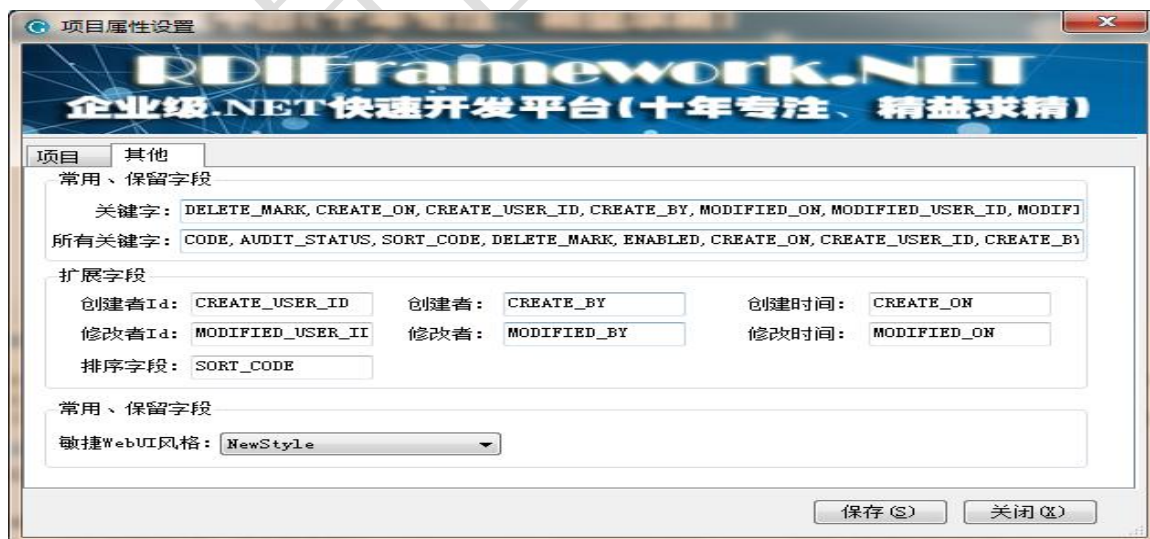 项目属性设置
RDIFramework.NET
企业级.NET快速开发平台(十年专注、精益求精)
项目 其他
常用、保留字段
关键字: DELETE_MARK, CREATE_ON, CREATE_USER_ID, CREATE_BY, MODIFIED_ON, MODIFIED_USER_ID, MODIFI
所有关键字: CODE, AUDIT_STATUS, SORT_CODE, DELETE_MARK, ENABLED, CREATE_ON, CREATE_USER_ID, CREATE_BY
扩展字段
创建者Id: CREATE_USER_ID 创建者: CREATE_BY 创建时间: CREATE_ON
修改者Id: MODIFIED_USER_II 修改者: MODIFIED_BY 修改时间: MODIFIED_ON
排序字段: SORT_CODE
常用、保留字段
敏捷WebUI风格: NewStyle
保存(S) 关闭(X)